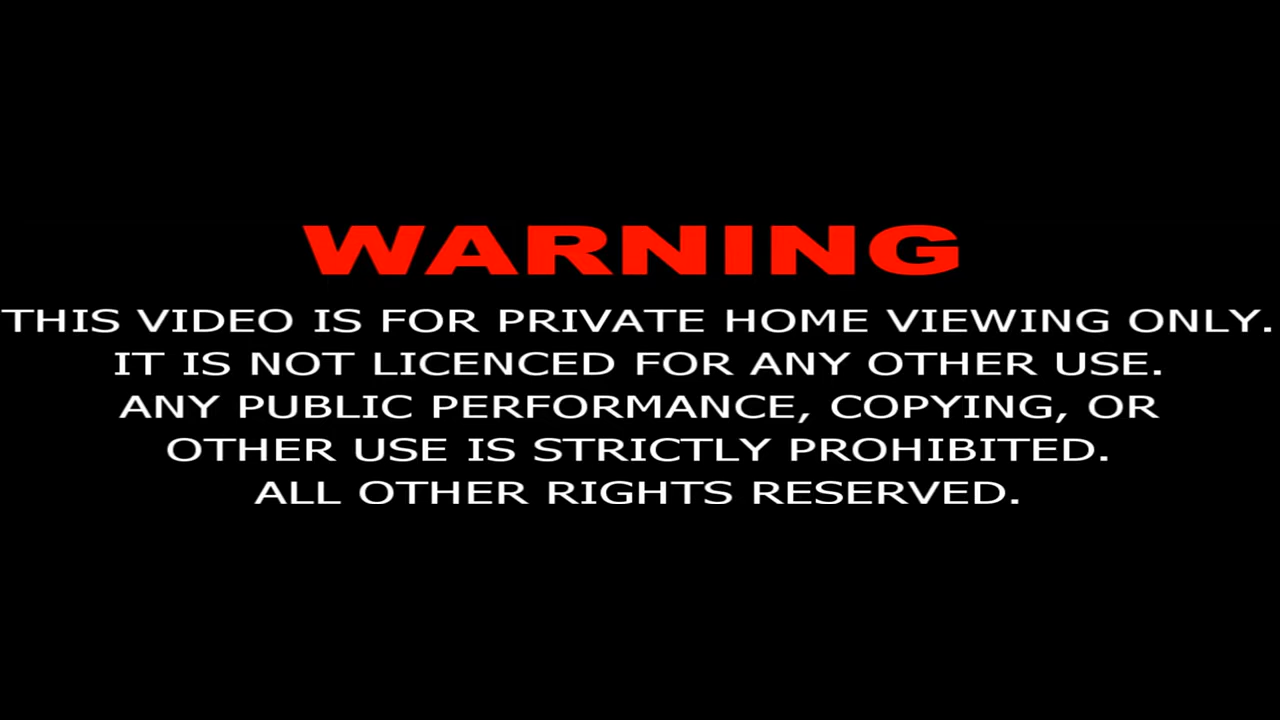 WARNING
THIS VIDEO IS FOR PRIVATE HOME VIEWING ONLY.
IT IS NOT LICENCED FOR ANY OTHER USE.
ANY PUBLIC PERFORMANCE, COPYING, OR
OTHER USE IS STRICTLY PROHIBITED.
ALL OTHER RIGHTS RESERVED.